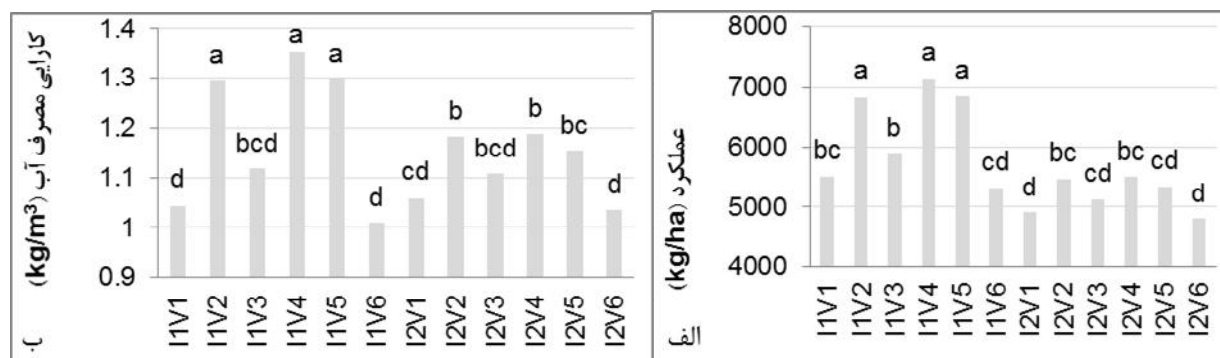 کارایی مصرف آب (kg/m³)
1.4
1.3
1.2
1.1
1
0.9
d
a
bcd
a
a
d
cd
b
bcd
b
bc
d
I1V1
I1V2
I1V3
I1V4
I1V5
I1V6
I2V1
I2V2
I2V3
I2V4
I2V5
I2V6
عملکرد (kg/ha)
الف)
8000
7000
6000
5000
4000
bc
a
b
a
a
cd
d
bc
cd
bc
cd
d
I1V1
I1V2
I1V3
I1V4
I1V5
I1V6
I2V1
I2V2
I2V3
I2V4
I2V5
I2V6